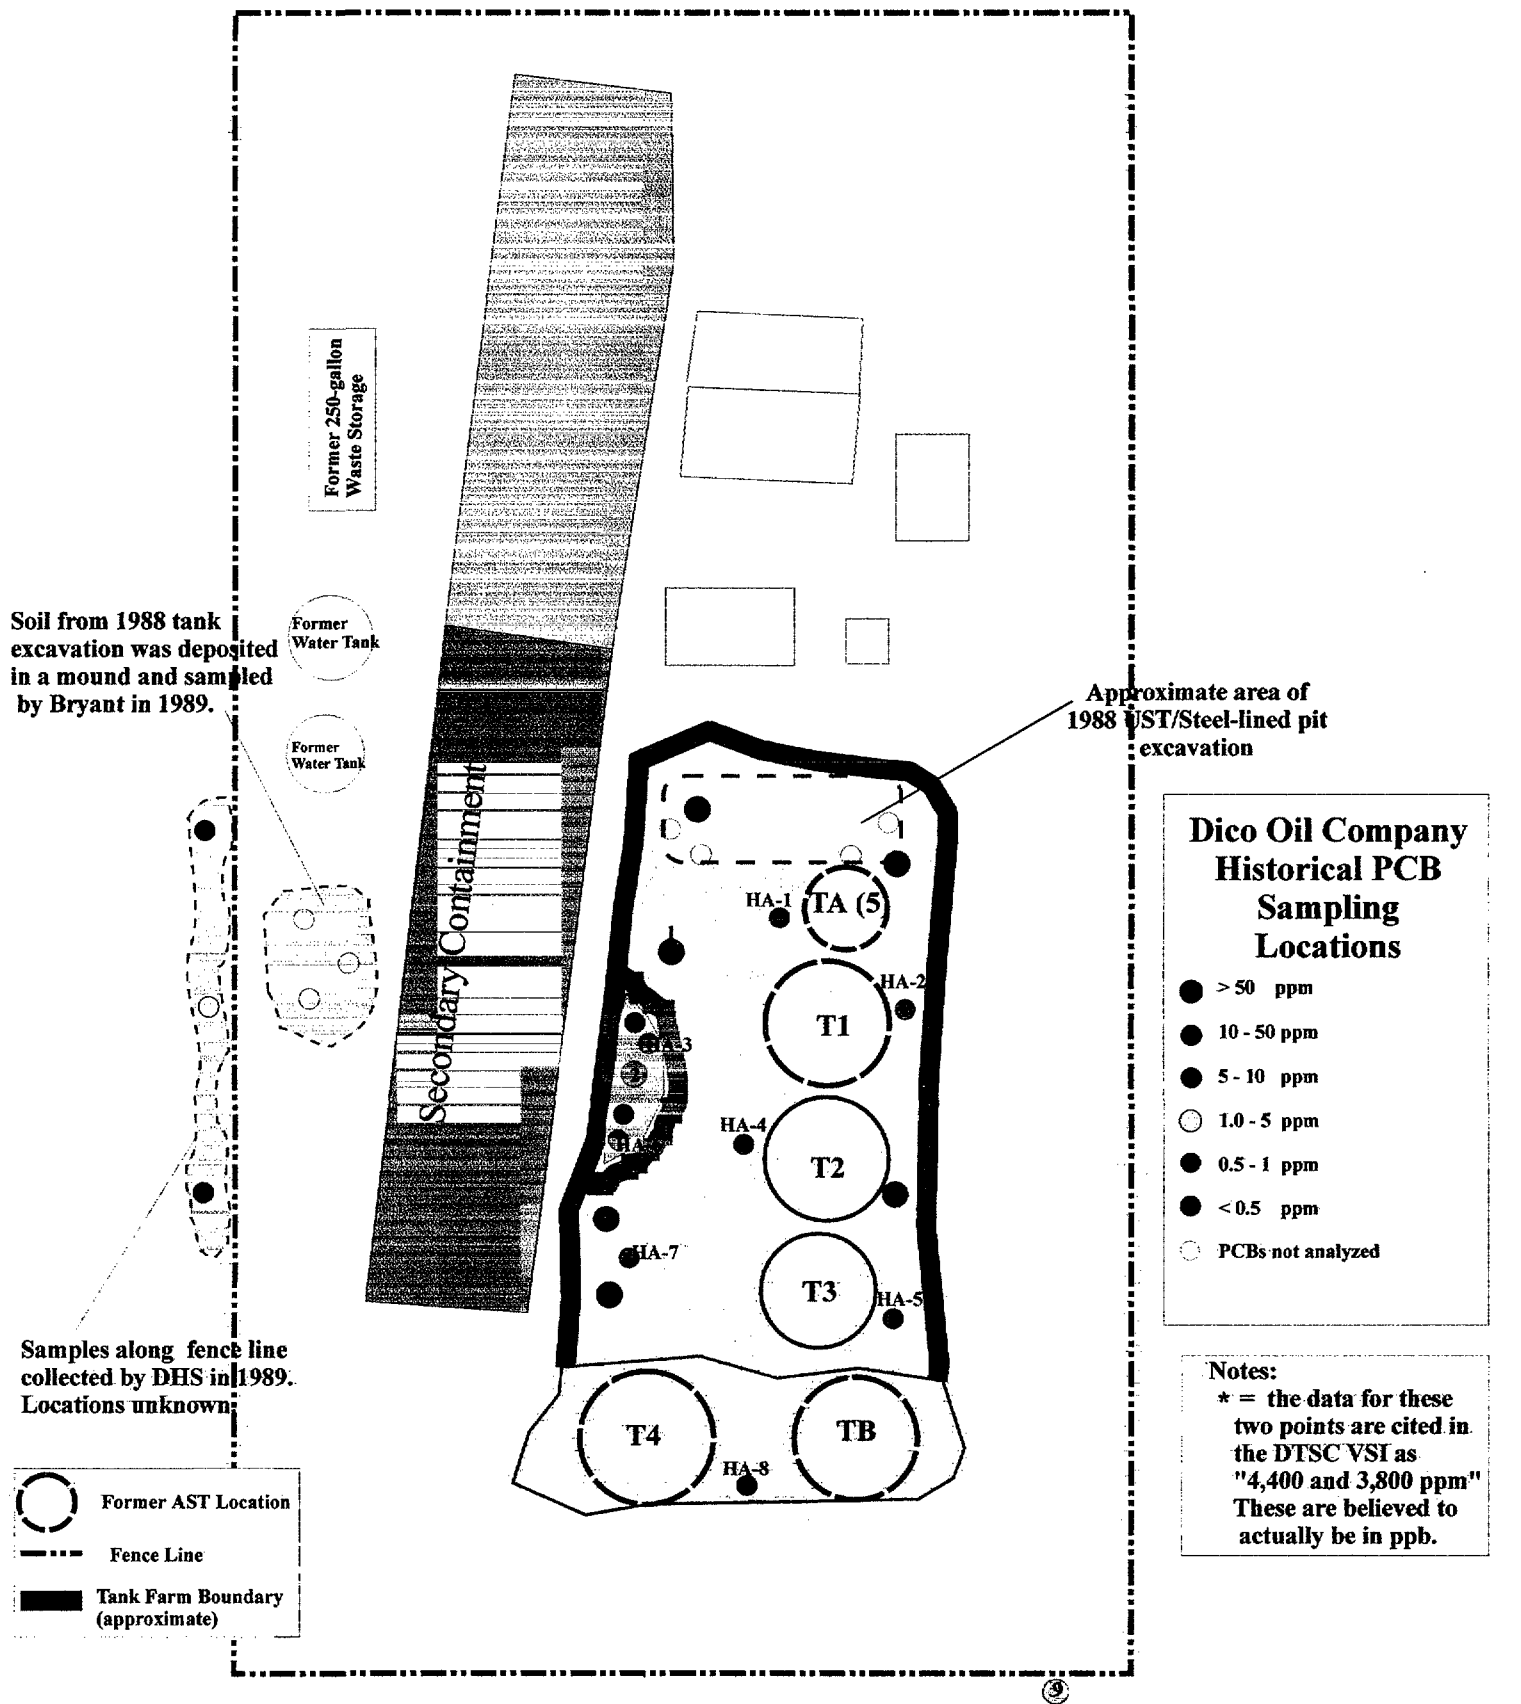 Former 250-gallon
Waste Storage
Soil from 1988 tank
excavation was deposited
in a mound and sampled
by Bryant in 1989.
Former
Water Tank
Former
Water Tank
Approximate area of
1988 UST/Steel-lined pit
excavation
Secondary Containment
HA-1
TA (5
1
HA-2
T1
HA-3
2
HA-4
T2
HA-7
T3
HA-5
T4
TB
HA-8
Samples along fence line
collected by DHS in 1989.
Locations unknown.
Dico Oil Company
Historical PCB
Sampling
Locations
> 50 ppm
10 - 50 ppm
5 - 10 ppm
1.0 - 5 ppm
0.5 - 1 ppm
< 0.5 ppm
PCBs not analyzed
Notes:
* = the data for these
two points are cited in
the DTSC VSI as
"4,400 and 3,800 ppm"
These are believed to
actually be in ppb.
Former AST Location
Fence Line
Tank Farm Boundary
(approximate)
9